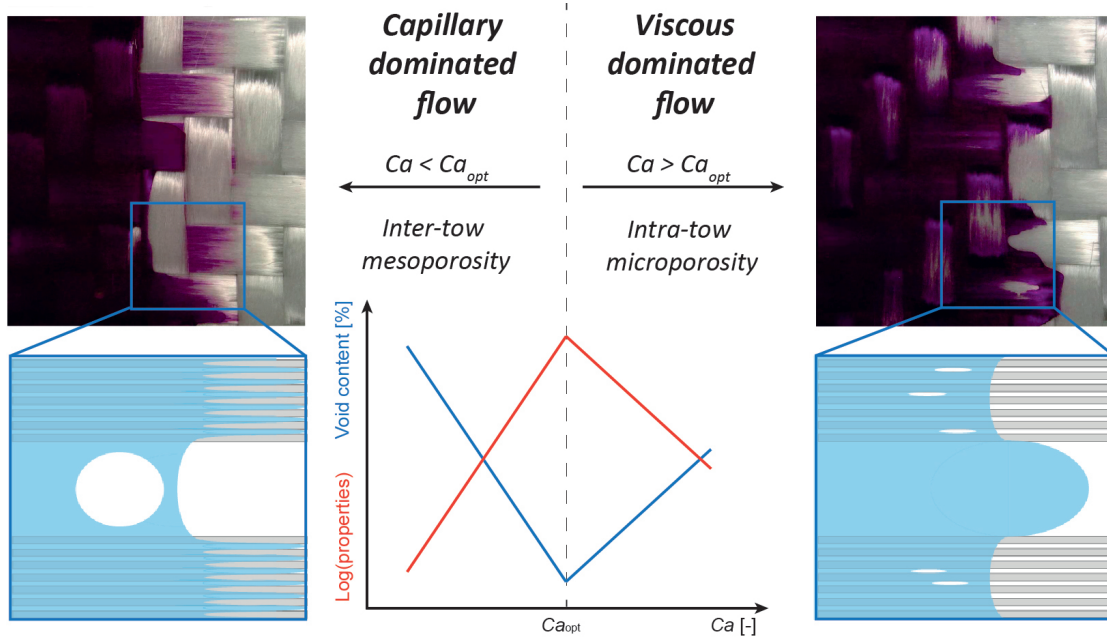 Capillary
dominated
flow
Viscous
dominated
flow
Ca < Ca_opt
Ca > Ca_opt
Inter-tow
mesoporosity
Intra-tow
microporosity
Void content [%]
Log(properties)
Ca_opt
Ca [-]